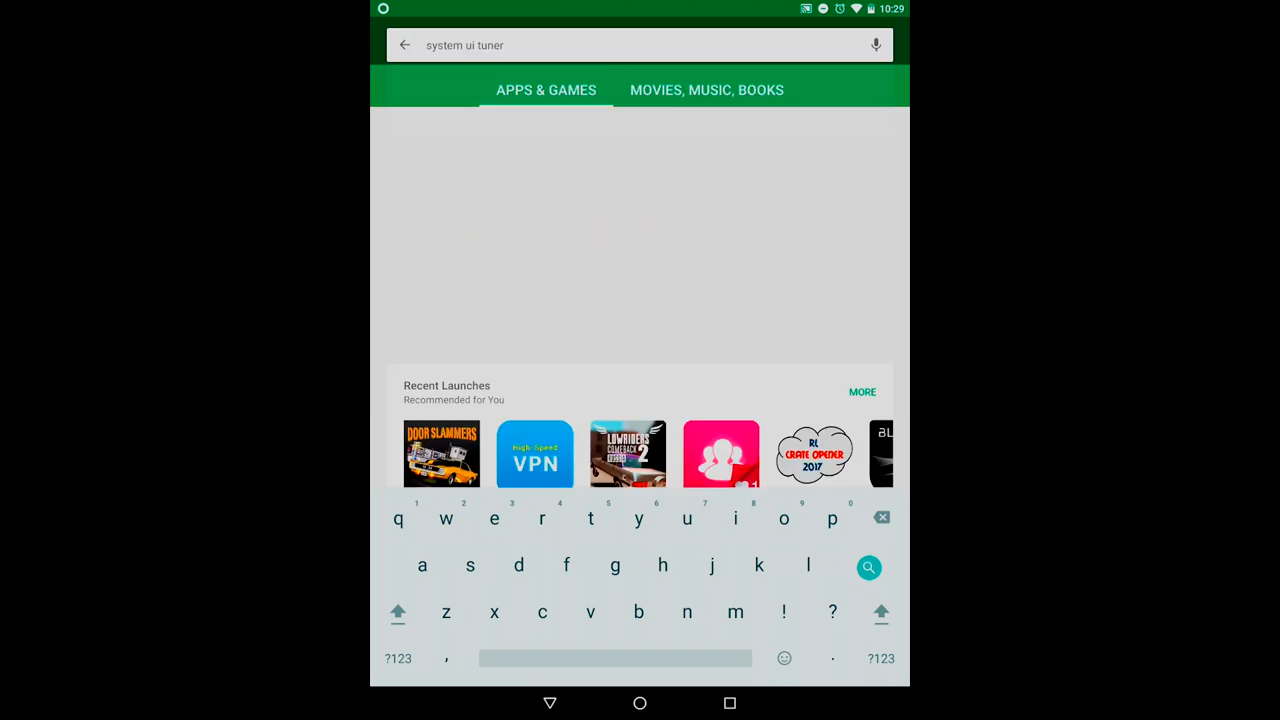 10:29
system ui tuner
APPS & GAMES MOVIES, MUSIC, BOOKS
Recent Launches
Recommended for You
MORE
DOOR SLAMMERS
High-Speed
VPN
LOWRIDERS
COMEBACK
2
1
RL
CRATE OPENER
2017
BL
1 2 3 4 5 6 7 8 9 0
q w e r t y u i o p
a s d f g h j k l
z x c v b n m ! ?
?123 , . ?123